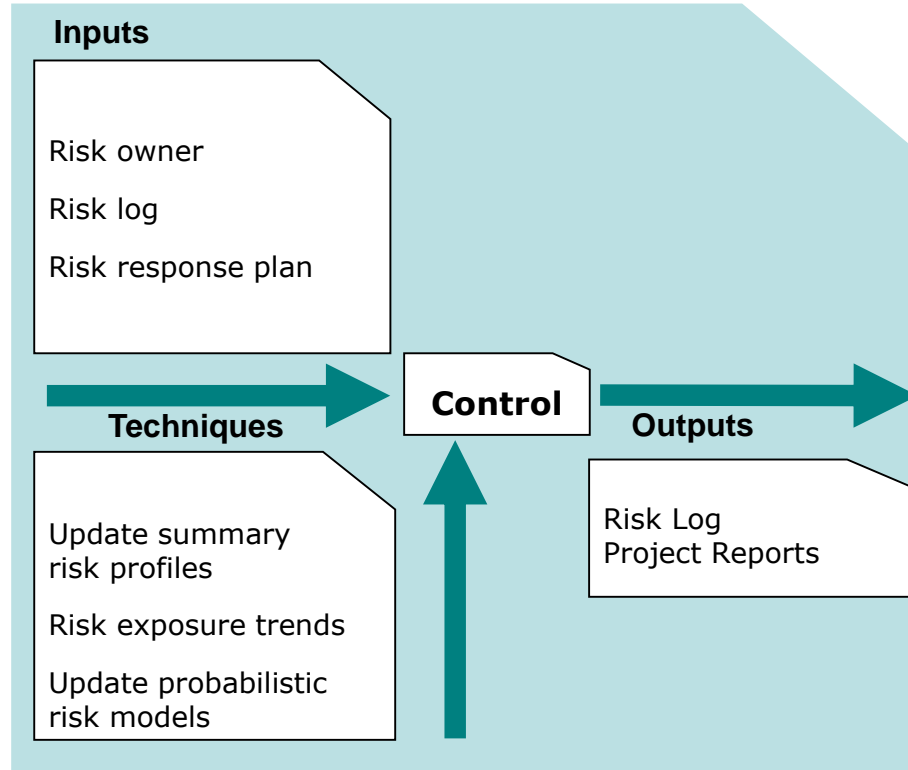 Inputs
Risk owner
Risk log
Risk response plan
Control
Techniques
Outputs
Update summary
risk profiles
Risk exposure trends
Update probabilistic
risk models
Risk Log
Project Reports